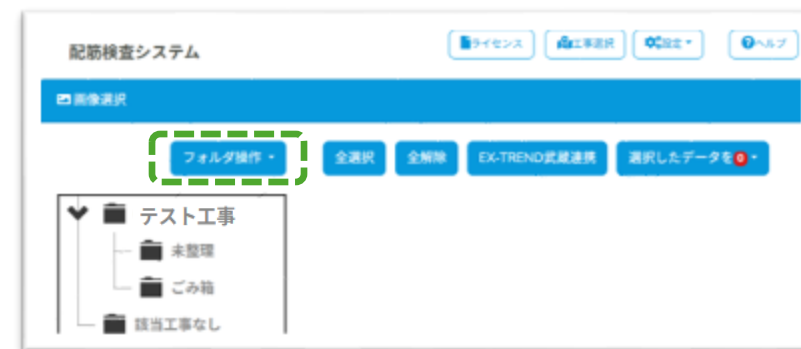 配筋検査システム
ライセンス 工事選択 設定 ヘルプ
画像選択
フォルダ操作 全選択 全解除 EX-TREND武蔵連携 選択したデータを 0
テスト工事
未整理
ごみ箱
該当工事なし